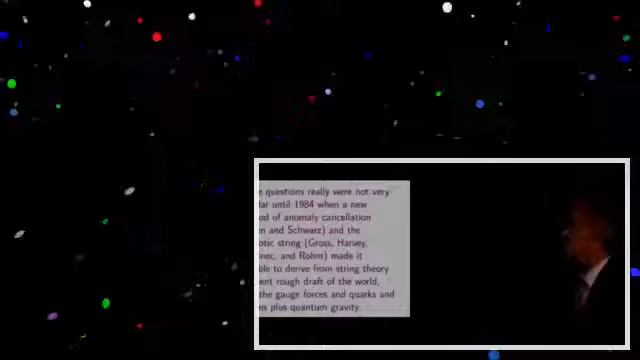 e questions really were not very
lar until 1984 when a new
od of anomaly cancellation
n and Schwarz) and the
otic string (Gross, Harvey,
nec, and Rohm) made it
ble to derive from string theory
ent rough draft of the world,
the gauge forces and quarks and
ns plus quantum gravity.